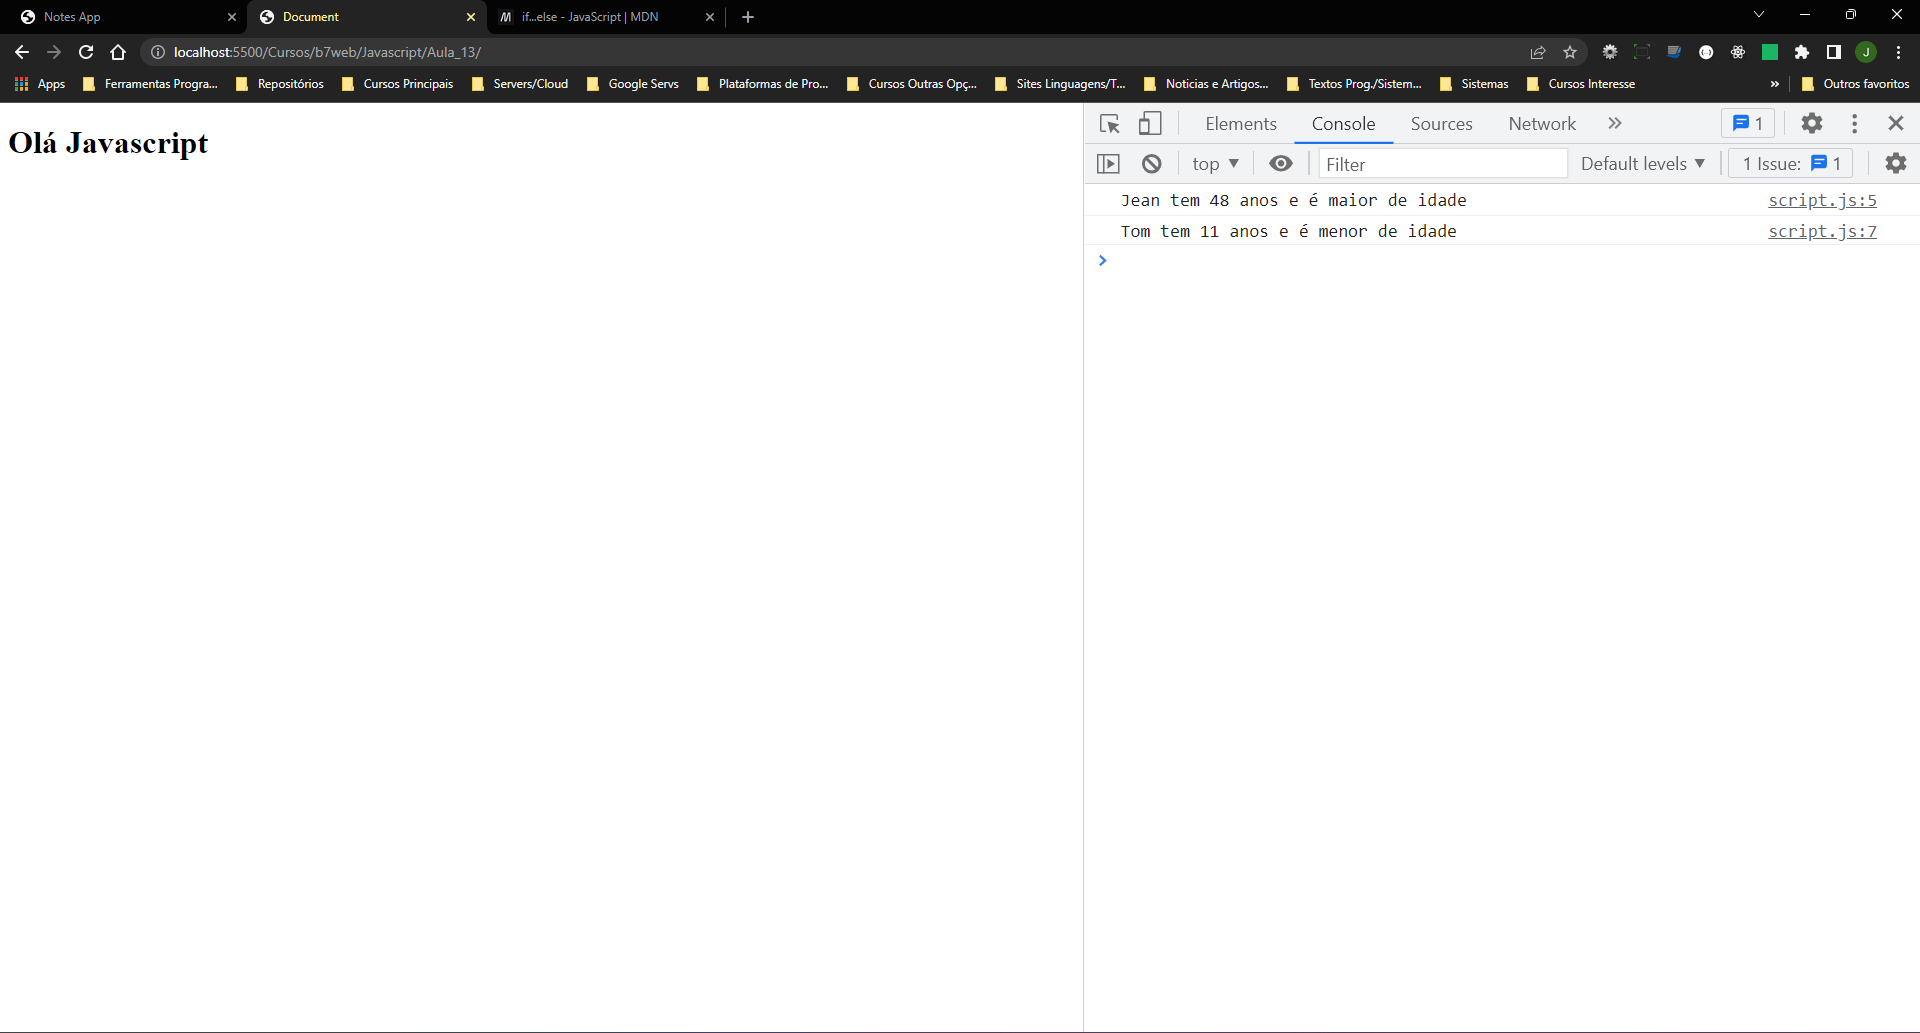 Notes App
Document
if...else - JavaScript | MDN
localhost:5500/Cursos/b7web/Javascript/Aula_13/
J
Apps
Ferramentas Progra...
Repositórios
Cursos Principais
Servers/Cloud
Google Servs
Plataformas de Pro...
Cursos Outras Opç...
Sites Linguagens/T...
Noticias e Artigos...
Textos Prog./Sistem...
Sistemas
Cursos Interesse
»
Outros favoritos
Olá Javascript
Elements Console Sources Network » 1
top Filter Default levels 1 Issue: 1
Jean tem 48 anos e é maior de idade script.js:5
Tom tem 11 anos e é menor de idade script.js:7